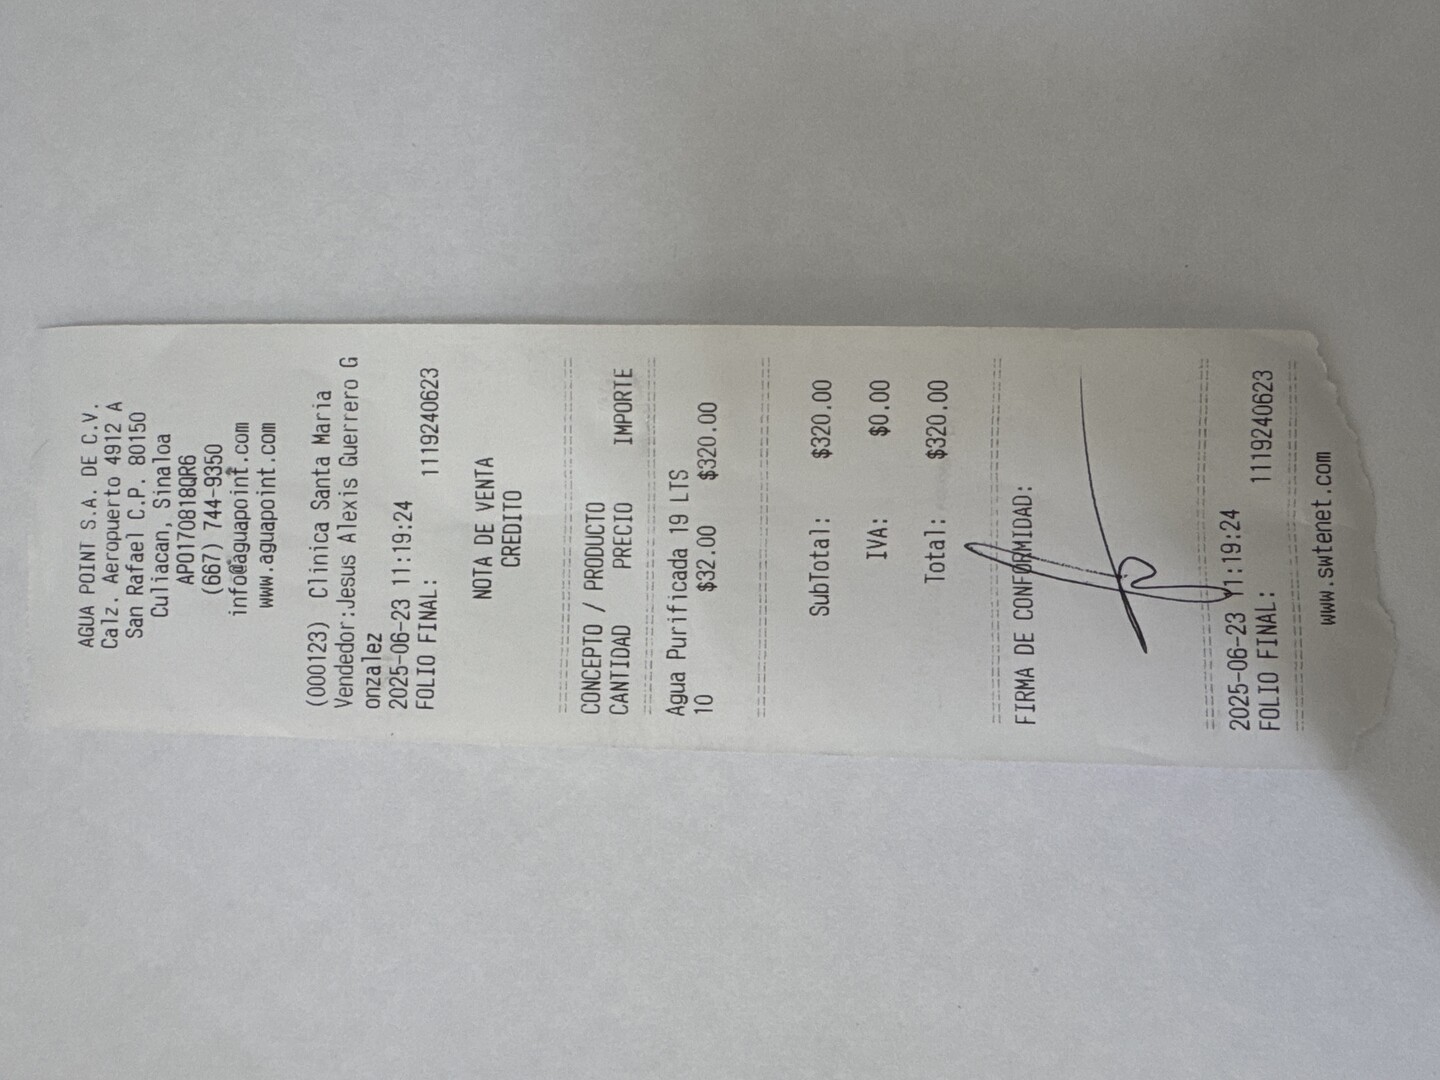 AGUA POINT S.A. DE C.V.
Calz. Aeropuerto 4912 A
San Rafael C.P. 80150
Culiacan, Sinaloa
APO170818QR6
(667) 744-9350
info@aguapoint.com
www.aguapoint.com
(000123) Clinica Santa Maria
Vendedor:Jesus Alexis Guerrero G
onzalez
2025-06-23 11:19:24
FOLIO FINAL: 1119240623
NOTA DE VENTA
CREDITO
CONCEPTO / PRODUCTO
CANTIDAD PRECIO IMPORTE
Agua Purificada 19 LTS
10 $32.00 $320.00
SubTotal: $320.00
IVA: $0.00
Total: $320.00
FIRMA DE CONFORMIDAD:
2025-06-23 11:19:24
FOLIO FINAL: 1119240623
www.swtenet.com